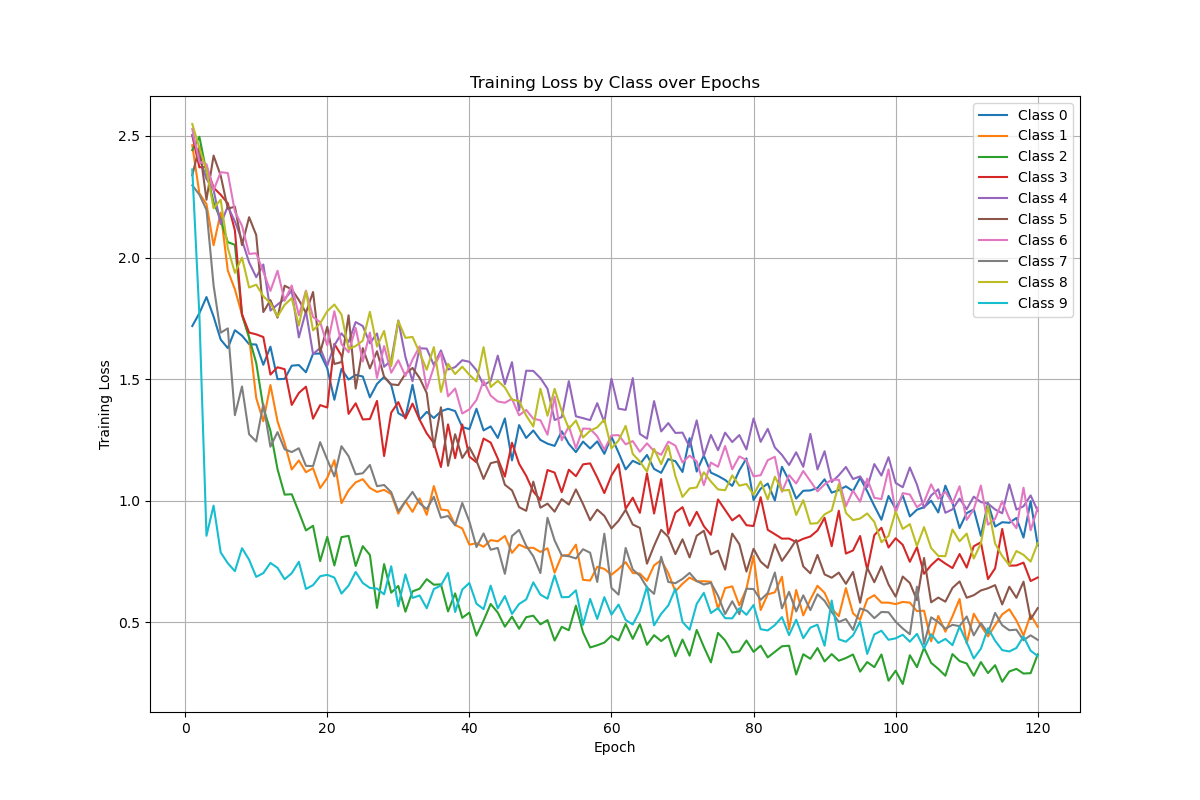 Training Loss by Class over Epochs
Training Loss
2.5
2.0
1.5
1.0
0.5
Class 0
Class 1
Class 2
Class 3
Class 4
Class 5
Class 6
Class 7
Class 8
Class 9
0 20 40 60 80 100 120
Epoch